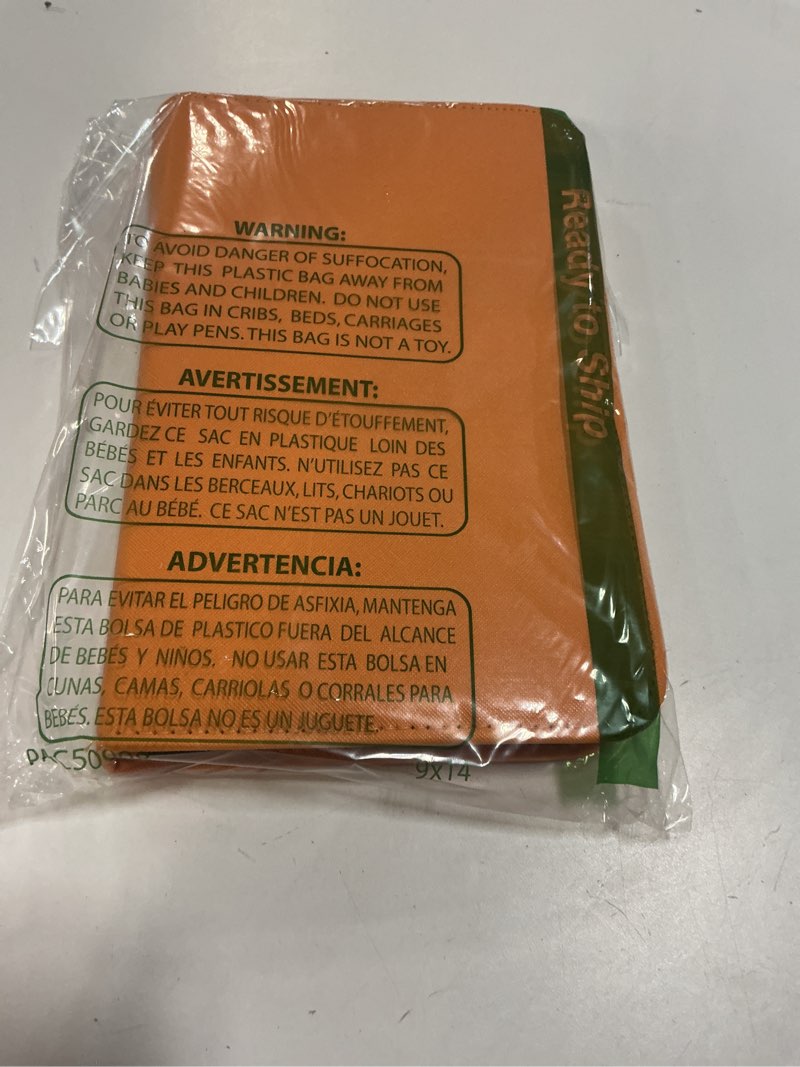 WARNING:
TO AVOID DANGER OF SUFFOCATION,
KEEP THIS PLASTIC BAG AWAY FROM
BABIES AND CHILDREN. DO NOT USE
THIS BAG IN CRIBS, BEDS, CARRIAGES
OR PLAY PENS. THIS BAG IS NOT A TOY.
AVERTISSEMENT:
POUR ÉVITER TOUT RISQUE D'ÉTOUFFEMENT,
GARDEZ CE SAC EN PLASTIQUE LOIN DES
BÉBÉS ET LES ENFANTS. N'UTILISEZ PAS CE
SAC DANS LES BERCEAUX, LITS, CHARIOTS OU
PARC AU BÉBÉ. CE SAC N'EST PAS UN JOUET.
ADVERTENCIA:
PARA EVITAR EL PELIGRO DE ASFIXIA, MANTENGA
ESTA BOLSA DE PLASTICO FUERA DEL ALCANCE
DE BEBÉS Y NIÑOS. NO USAR ESTA BOLSA EN
CUNAS, CAMAS, CARRIOLAS O CORRALES PARA
BEBÉS. ESTA BOLSA NO ES UN JUGUETE.
9X14
Ready to Ship